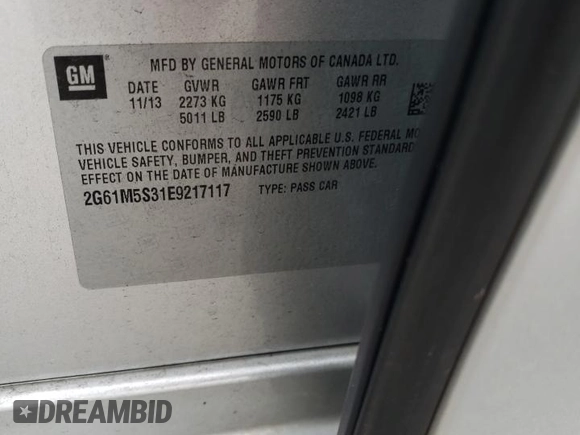 GM
MFD BY GENERAL MOTORS OF CANADA LTD.
DATE GVWR GAWR FRT GAWR RR
11/13 2273 KG 1175 KG 1098 KG
5011 LB 2590 LB 2421 LB
THIS VEHICLE CONFORMS TO ALL APPLICABLE U.S. FEDERAL
VEHICLE SAFETY, BUMPER, AND THEFT PREVENTION STANDARD
EFFECT ON THE DATE OF MANUFACTURE SHOWN ABOVE.
2G61M5S31E9217117 TYPE: PASS CAR
DREAMBID